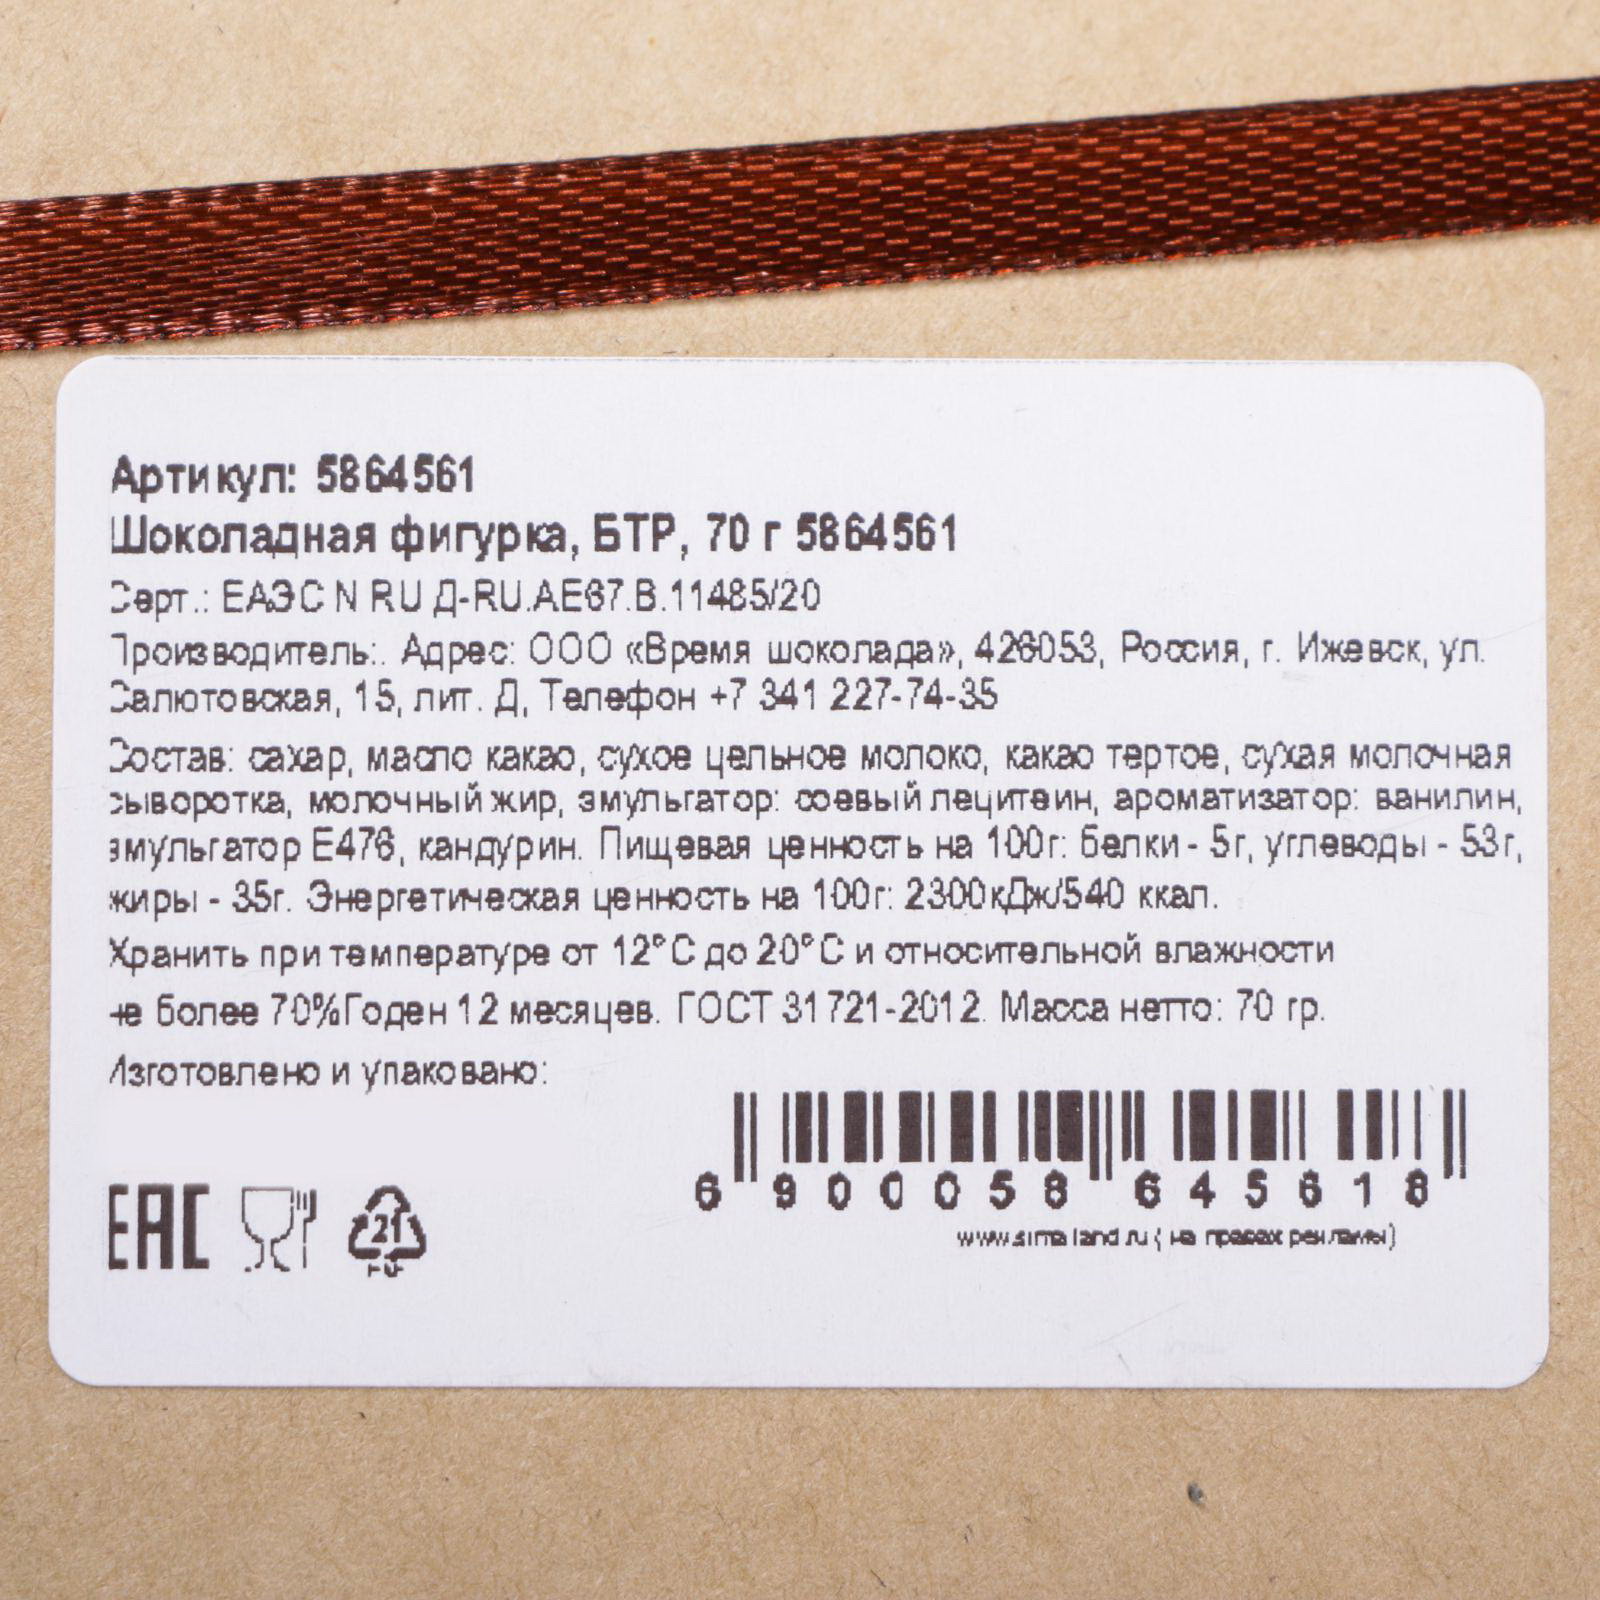 Артикул: 5864561
Шоколадная фигурка, БТР, 70 г 5864561
Серт.: ЕАЭС N RU Д-RU.АЕ67.В.11485/20
Производитель:. Адрес: ООО «Время шоколада», 426053, Россия, г. Ижевск, ул.
Салютовская, 15, лит. Д, Телефон +7 341 227-74-35
Состав: сахар, масло какао, сухое цельное молоко, какао тертое, сухая молочная
сыворотка, молочный жир, эмульгатор: соевый лецитеин, ароматизатор: ванилин,
эмульгатор Е476, кандурин. Пищевая ценность на 100г: белки - 5г, углеводы - 53г,
жиры - 35г. Энергетическая ценность на 100г: 2300кДж/540 ккал.
Хранить при температуре от 12°С до 20°С и относительной влажности
не более 70%Годен 12 месяцев. ГОСТ 31721-2012. Масса нетто: 70 гр.
Изготовлено и упаковано:
6 900058 645618
www.sima-land.ru ( на правах рекламы)
ЕАС
21